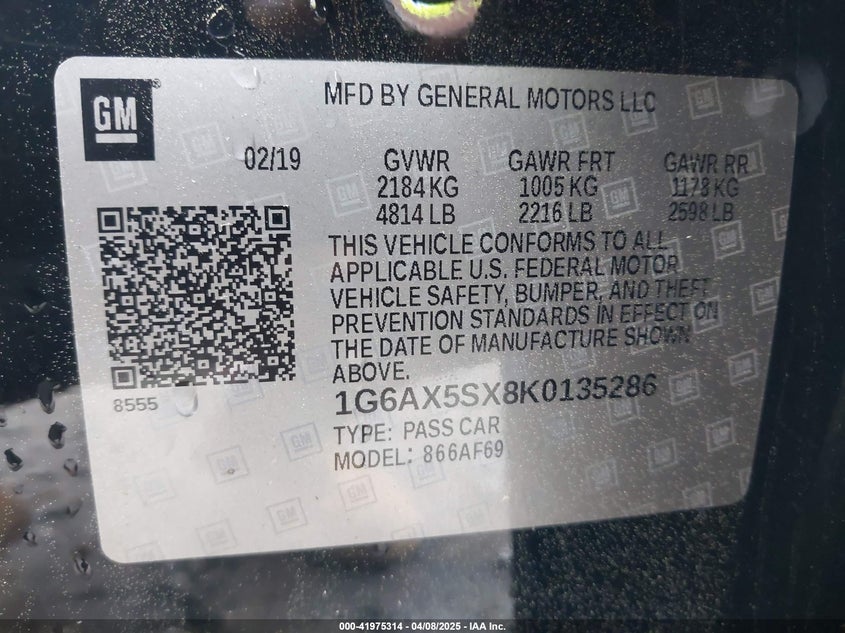 GM
MFD BY GENERAL MOTORS LLC
02/19 GVWR GAWR FRT GAWR RR
2184 KG 1005 KG 1178 KG
4814 LB 2216 LB 2598 LB
THIS VEHICLE CONFORMS TO ALL
APPLICABLE U.S. FEDERAL MOTOR
VEHICLE SAFETY, BUMPER, AND THEFT
PREVENTION STANDARDS IN EFFECT ON
THE DATE OF MANUFACTURE SHOWN
ABOVE.
8555
1G6AX5SX8K0135286
TYPE: PASS CAR
MODEL: 866AF69
000-41975314 - 04/08/2025 - IAA Inc.